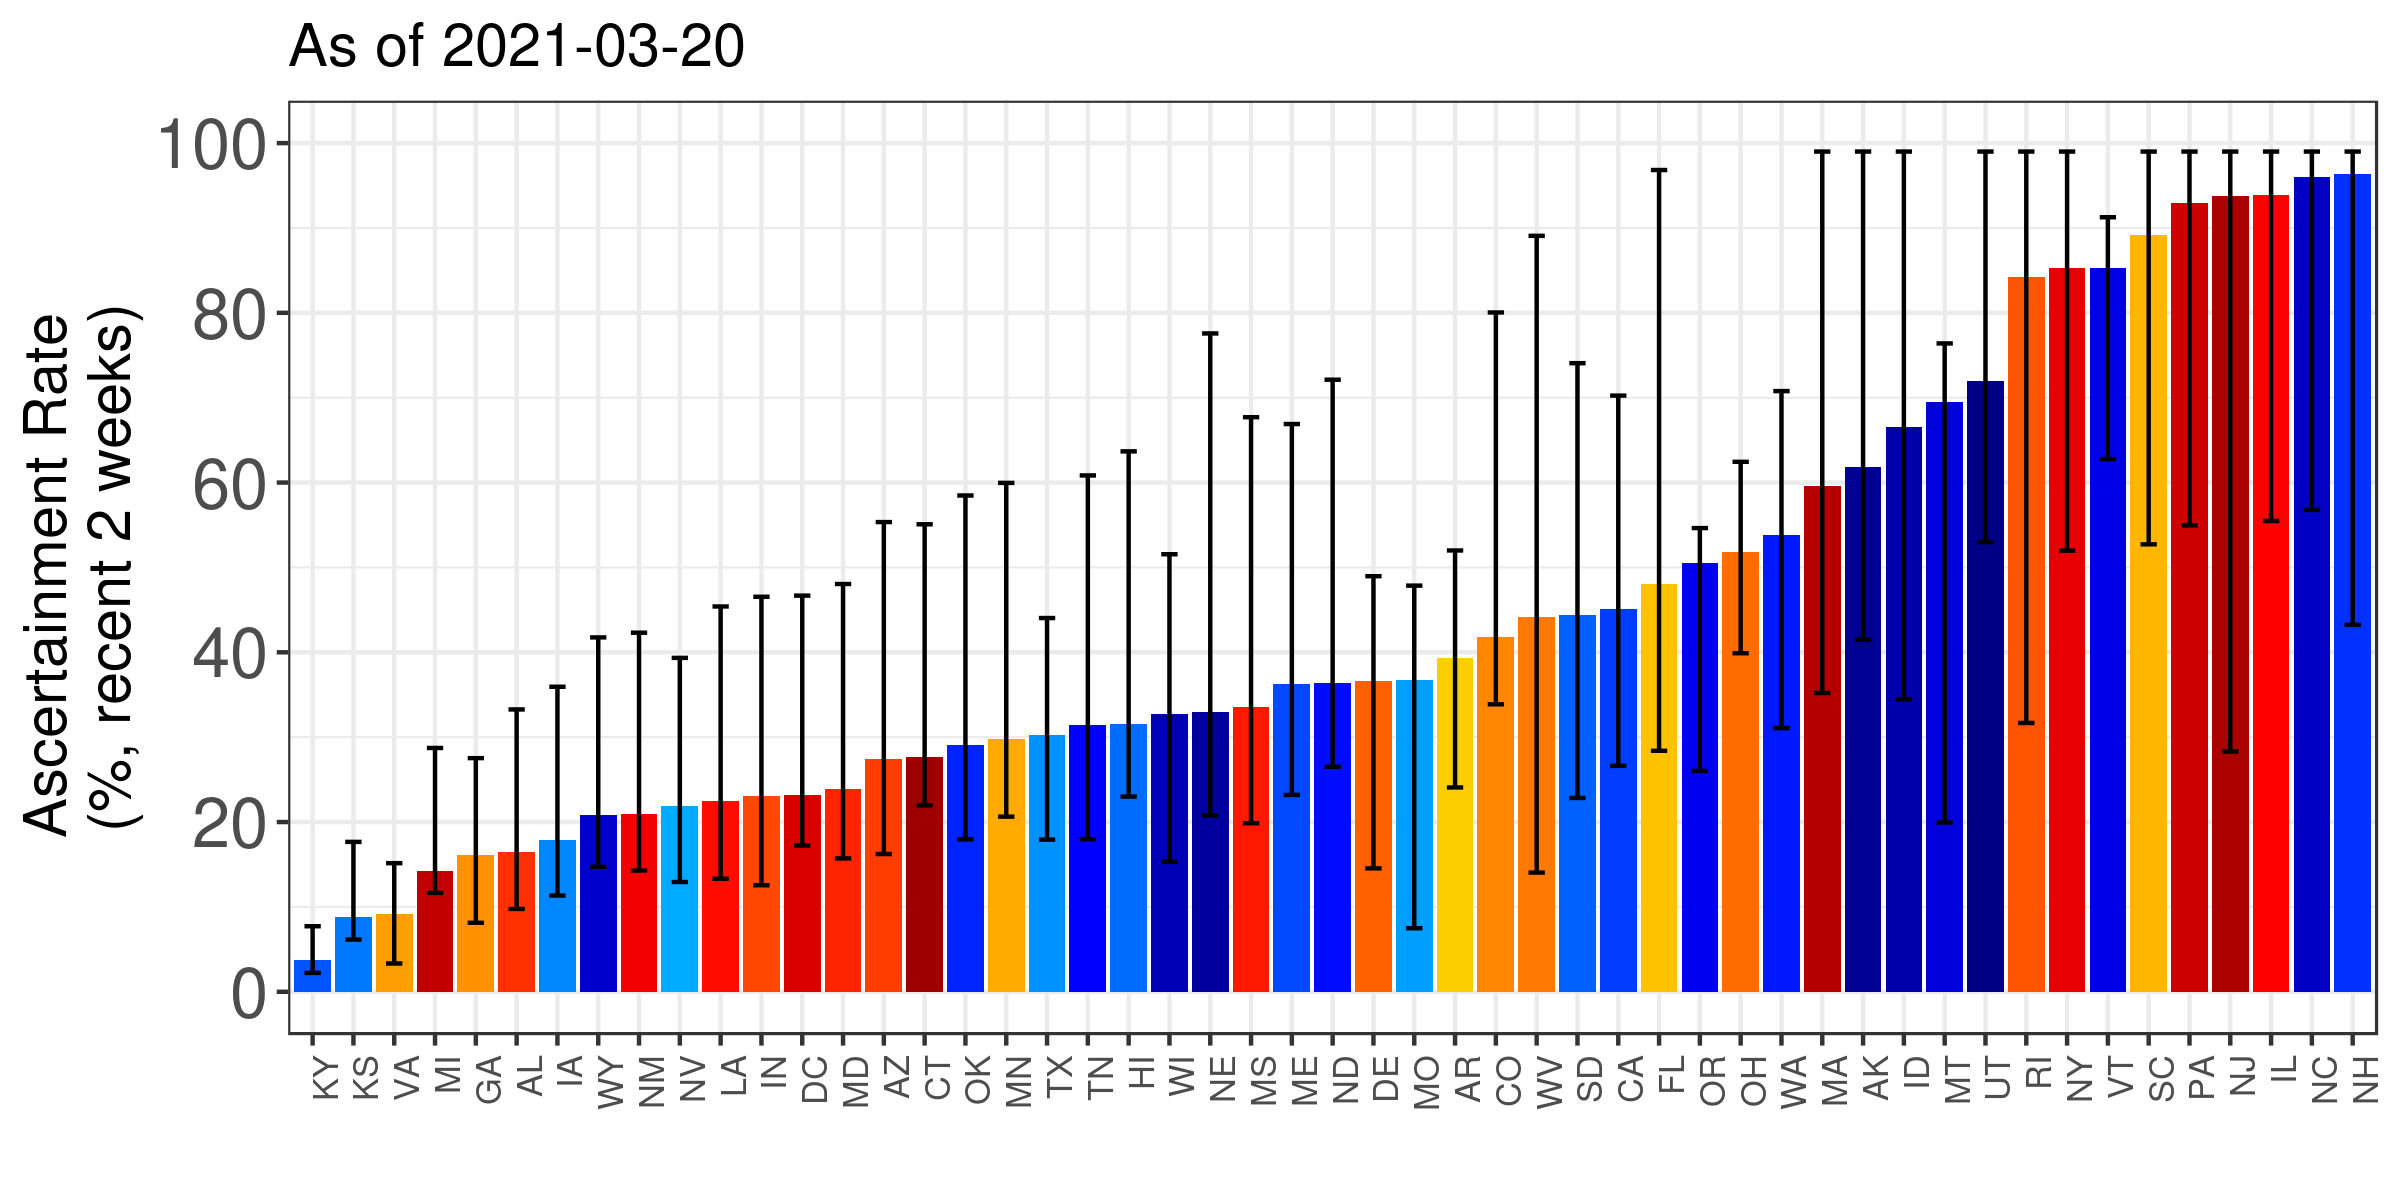 As of 2021-03-20
Ascertainment Rate
(%, recent 2 weeks)
100
80
60
40
20
0
KY KS VA MI GA AL IA WY NM NV LA IN DC MD AZ CT OK MN TX TN HI WI NE MS ME ND DE MO AR CO WV SD CA FL OR OH WA MA AK ID MT UT RI NY VT SC PA NJ IL NC NH